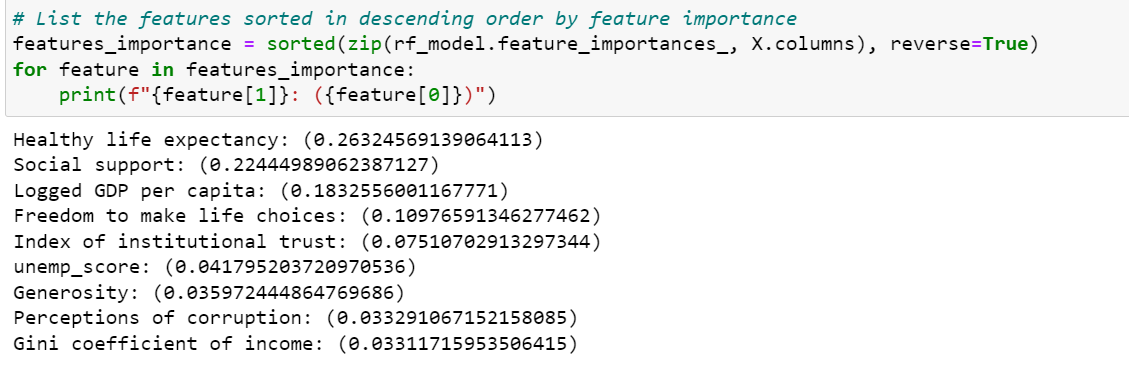 # List the features sorted in descending order by feature importance
features_importance = sorted(zip(rf_model.feature_importances_, X.columns), reverse=True)
for feature in features_importance:
    print(f"{feature[1]}: ({feature[0]})")
Healthy life expectancy: (0.26324569139064113)
Social support: (0.22444989062387127)
Logged GDP per capita: (0.1832556001167771)
Freedom to make life choices: (0.10976591346277462)
Index of institutional trust: (0.07510702913297344)
unemp_score: (0.041795203720970536)
Generosity: (0.035972444864769686)
Perceptions of corruption: (0.033291067152158085)
Gini coefficient of income: (0.03311715953506415)